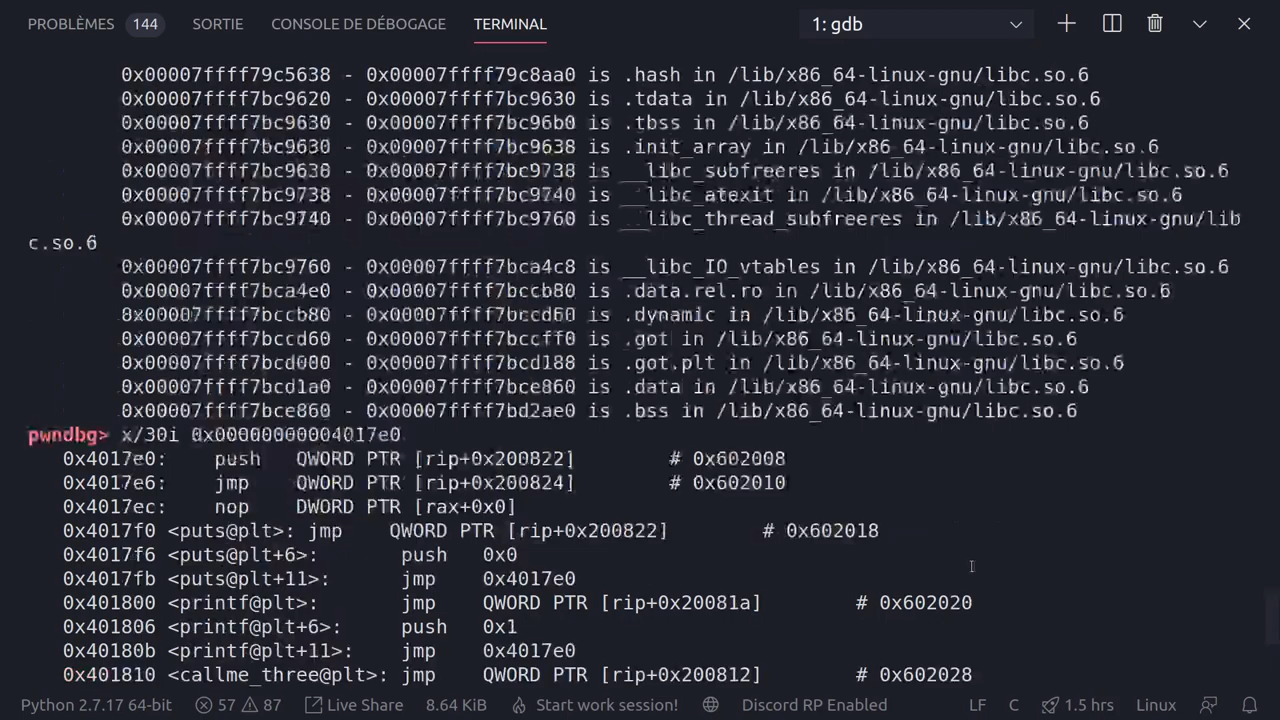 PROBLÈMES 144 SORTIE CONSOLE DE DÉBOGAGE TERMINAL 1: gdb
0x00007ffff79c5638 - 0x00007ffff79c8aa0 is .hash in /lib/x86_64-linux-gnu/libc.so.6
0x00007ffff7bc9620 - 0x00007ffff7bc9630 is .tdata in /lib/x86_64-linux-gnu/libc.so.6
0x00007ffff7bc9630 - 0x00007ffff7bc96b0 is .tbss in /lib/x86_64-linux-gnu/libc.so.6
0x00007ffff7bc9630 - 0x00007ffff7bc9638 is .init_array in /lib/x86_64-linux-gnu/libc.so.6
0x00007ffff7bc9638 - 0x00007ffff7bc9738 is __libc_subfreeres in /lib/x86_64-linux-gnu/libc.so.6
0x00007ffff7bc9738 - 0x00007ffff7bc9740 is __libc_atexit in /lib/x86_64-linux-gnu/libc.so.6
0x00007ffff7bc9740 - 0x00007ffff7bc9760 is __libc_thread_subfreeres in /lib/x86_64-linux-gnu/lib
c.so.6
0x00007ffff7bc9760 - 0x00007ffff7bca4c8 is __libc_IO_vtables in /lib/x86_64-linux-gnu/libc.so.6
0x00007ffff7bca4e0 - 0x00007ffff7bccb80 is .data.rel.ro in /lib/x86_64-linux-gnu/libc.so.6
0x00007ffff7bccb80 - 0x00007ffff7bccd60 is .dynamic in /lib/x86_64-linux-gnu/libc.so.6
0x00007ffff7bccd60 - 0x00007ffff7bccff0 is .got in /lib/x86_64-linux-gnu/libc.so.6
0x00007ffff7bcd000 - 0x00007ffff7bcd188 is .got.plt in /lib/x86_64-linux-gnu/libc.so.6
0x00007ffff7bcd1a0 - 0x00007ffff7bce860 is .data in /lib/x86_64-linux-gnu/libc.so.6
0x00007ffff7bce860 - 0x00007ffff7bd2ae0 is .bss in /lib/x86_64-linux-gnu/libc.so.6
pwndbg> x/30i 0x00000000004017e0
0x4017e0: push QWORD PTR [rip+0x200822] # 0x602008
0x4017e6: jmp QWORD PTR [rip+0x200824] # 0x602010
0x4017ec: nop DWORD PTR [rax+0x0]
0x4017f0 <puts@plt>: jmp QWORD PTR [rip+0x200822] # 0x602018
0x4017f6 <puts@plt+6>: push 0x0
0x4017fb <puts@plt+11>: jmp 0x4017e0
0x401800 <printf@plt>: jmp QWORD PTR [rip+0x20081a] # 0x602020
0x401806 <printf@plt+6>: push 0x1
0x40180b <printf@plt+11>: jmp 0x4017e0
0x401810 <callme_three@plt>: jmp QWORD PTR [rip+0x200812] # 0x602028
Python 2.7.17 64-bit 57 87 Live Share 8.64 KiB Start work session! Discord RP Enabled LF C 1.5 hrs Linux